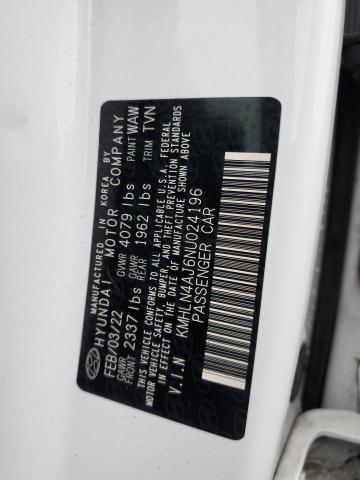 MANUFACTURED IN KOREA BY
HYUNDAI MOTOR COMPANY
FEB/03/22 GVWR 4079 lbs PAINT WAW
GAWR FRONT 2337 lbs GAWR REAR 1962 lbs TRIM TVN
THIS VEHICLE CONFORMS TO ALL APPLICABLE U.S.A. FEDERAL
MOTOR VEHICLE SAFETY, BUMPER, AND THEFT PREVENTION STANDARDS
IN EFFECT ON THE DATE OF MANUFACTURE SHOWN ABOVE.
V.I.N KMHLN4AJ6NU024196
PASSENGER CAR